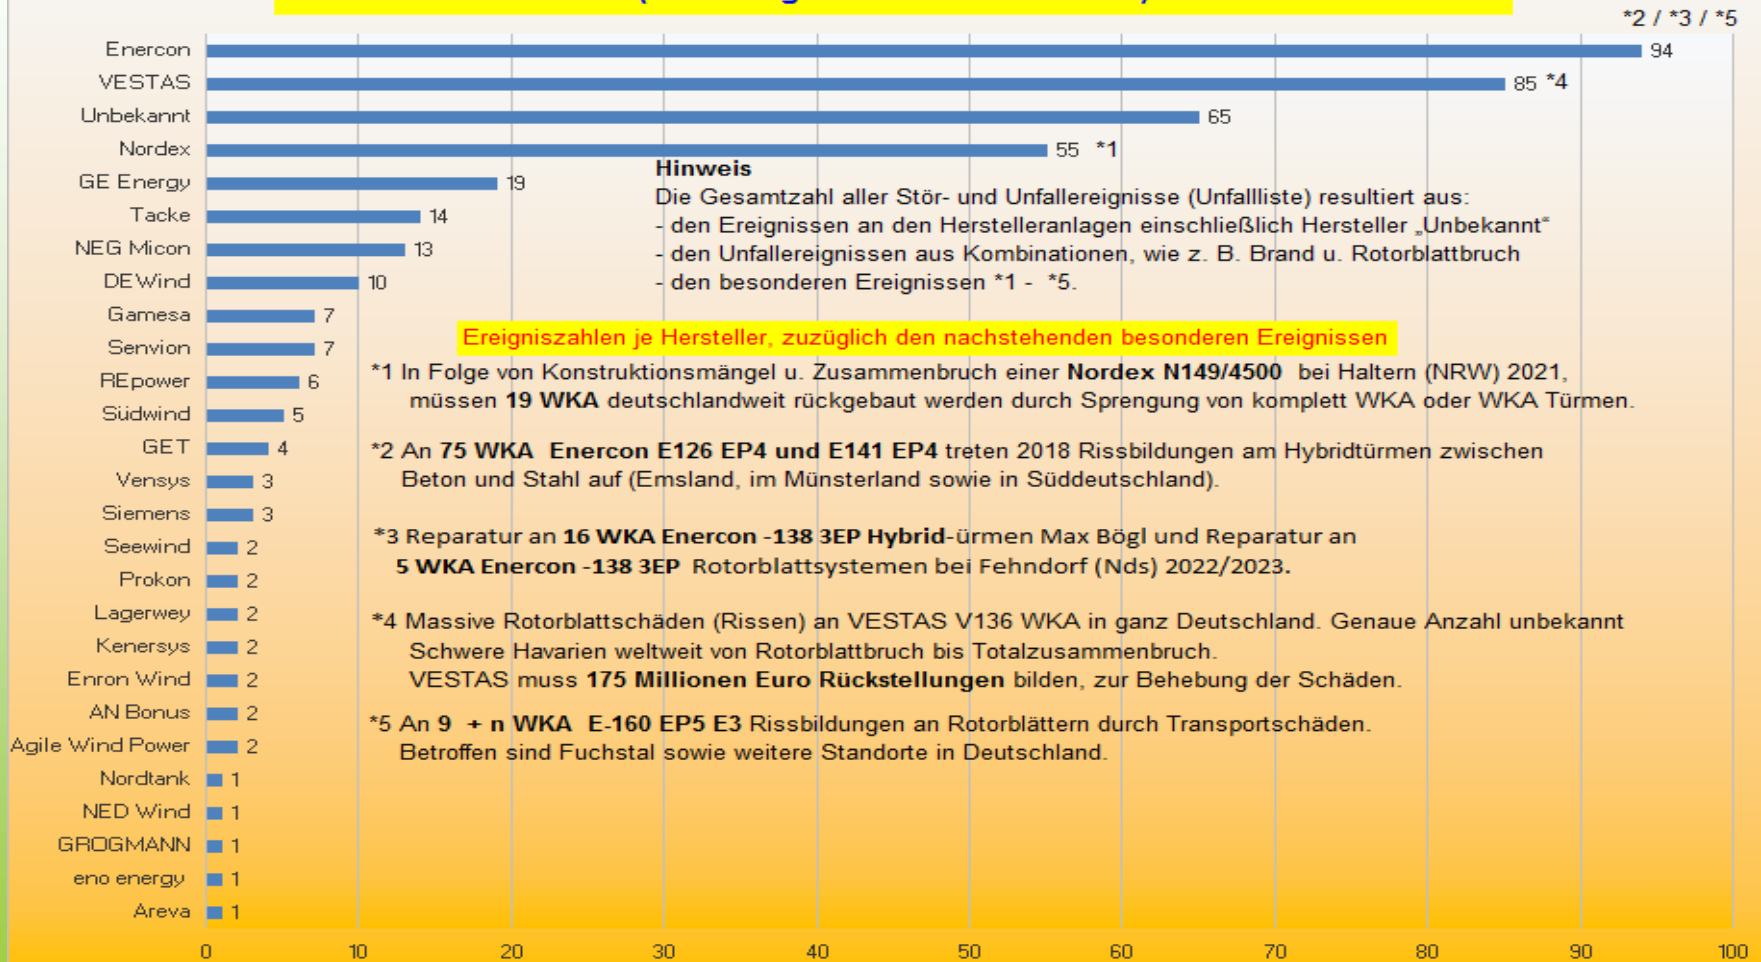 *2 / *3 / *5
Enercon 94
VESTAS 85 *4
Unbekannt 65
Nordex 55 *1
GE Energy 19
Tacke 14
NEG Micon 13
DEWind 10
Gamesa 7
Senvion 7
REpower 6
Südwind 5
GET 4
Vensys 3
Siemens 3
Seewind 2
Prokon 2
Lagerwey 2
Kenersys 2
Enron Wind 2
AN Bonus 2
Agile Wind Power 2
Nordtank 1
NED Wind 1
GROGMANN 1
eno energy 1
Areva 1
0 10 20 30 40 50 60 70 80 90 100
Hinweis
Die Gesamtzahl aller Stör- und Unfallereignisse (Unfallliste) resultiert aus:
- den Ereignissen an den Herstelleranlagen einschließlich Hersteller „Unbekannt“
- den Unfallereignissen aus Kombinationen, wie z. B. Brand u. Rotorblattbruch
- den besonderen Ereignissen *1 - *5.
Ereigniszahlen je Hersteller, zuzüglich den nachstehenden besonderen Ereignissen
*1 In Folge von Konstruktionsmängel u. Zusammenbruch einer Nordex N149/4500 bei Haltern (NRW) 2021,
müssen 19 WKA deutschlandweit rückgebaut werden durch Sprengung von komplett WKA oder WKA Türmen.
*2 An 75 WKA Enercon E126 EP4 und E141 EP4 treten 2018 Rissbildungen am Hybridtürmen zwischen
Beton und Stahl auf (Emsland, im Münsterland sowie in Süddeutschland).
*3 Reparatur an 16 WKA Enercon -138 3EP Hybrid-ürmen Max Bögl und Reparatur an
5 WKA Enercon -138 3EP Rotorblattsystemen bei Fehndorf (Nds) 2022/2023.
*4 Massive Rotorblattschäden (Rissen) an VESTAS V136 WKA in ganz Deutschland. Genaue Anzahl unbekannt
Schwere Havarien weltweit von Rotorblattbruch bis Totalzusammenbruch.
VESTAS muss 175 Millionen Euro Rückstellungen bilden, zur Behebung der Schäden.
*5 An 9 + n WKA E-160 EP5 E3 Rissbildungen an Rotorblättern durch Transportschäden.
Betroffen sind Fuchstal sowie weitere Standorte in Deutschland.